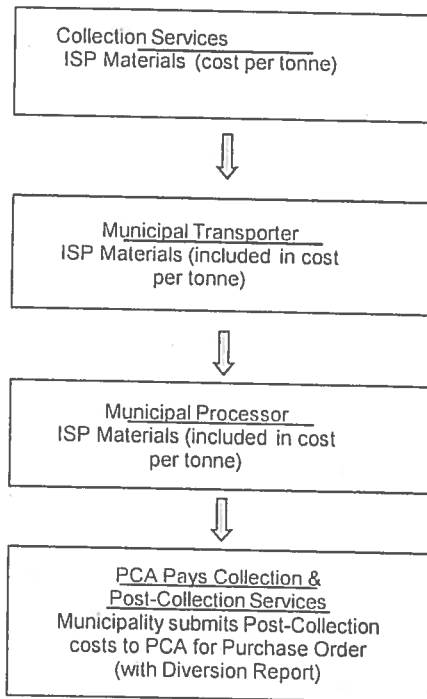 Collection Services
ISP Materials (cost per tonne)
Municipal Transporter
ISP Materials (included in cost
per tonne)
Municipal Processor
ISP Materials (included in cost
per tonne)
PCA Pays Collection &
Post-Collection Services
Municipality submits Post-Collection
costs to PCA for Purchase Order
(with Diversion Report)